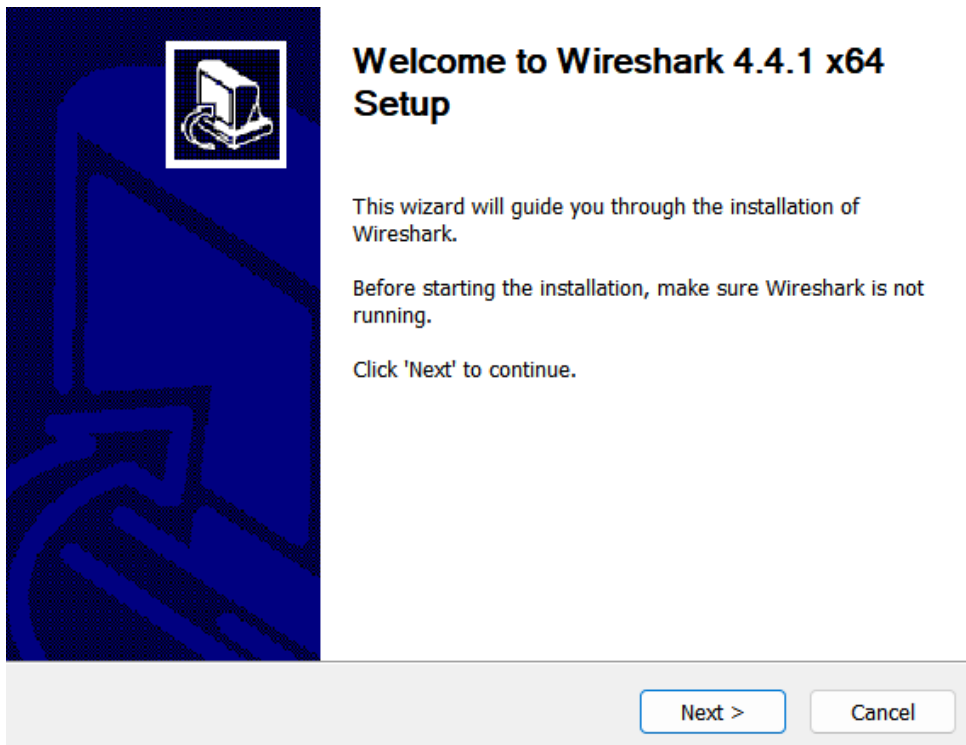 Welcome to Wireshark 4.4.1 x64
Setup
This wizard will guide you through the installation of
Wireshark.
Before starting the installation, make sure Wireshark is not
running.
Click 'Next' to continue.
Next >
Cancel